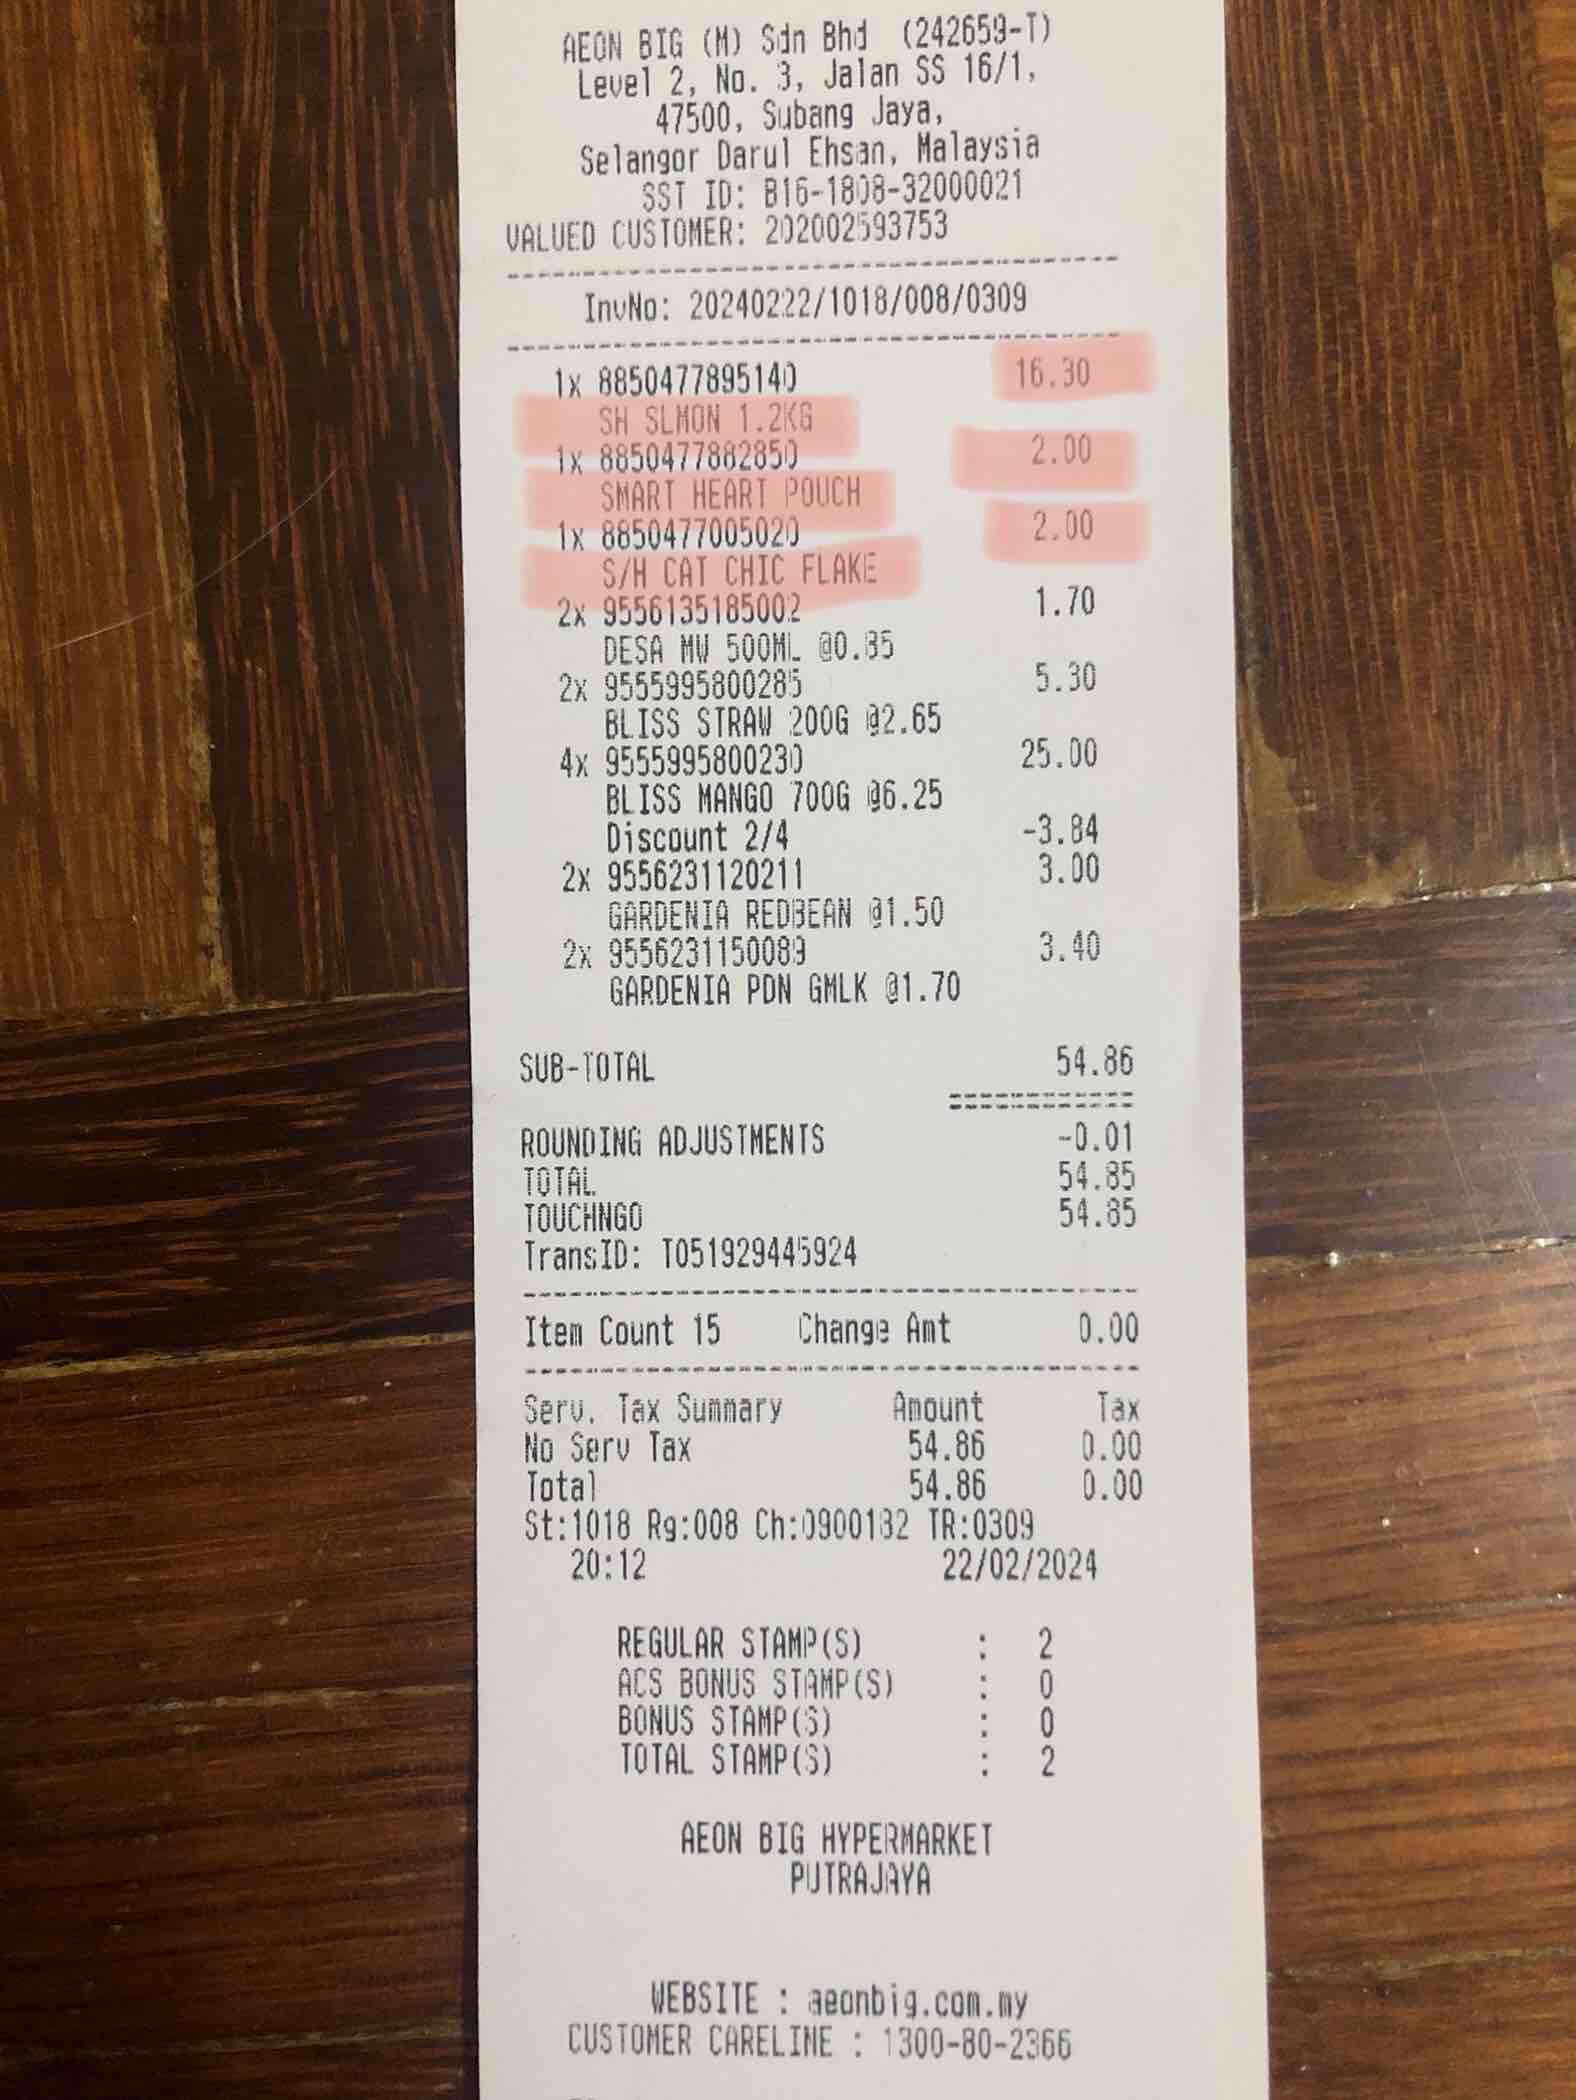 AEON BIG (M) Sdn Bhd (242659-T)
Level 2, No. 3, Jalan SS 16/1,
47500, Subang Jaya,
Selangor Darul Ehsan, Malaysia
SST ID: B16-1808-32000021
VALUED CUSTOMER: 202002593753
InvNo: 20240222/1018/008/0309
1x 8850477895140 16.30
SH SLMON 1.2KG
1x 8850477882850 2.00
SMART HEART POUCH
1x 8850477005020 2.00
S/H CAT CHIC FLAKE
2x 9556135185002 1.70
DESA MW 500ML @0.85
2x 9555995800285 5.30
BLISS STRAW 200G @2.65
4x 9555995800230 25.00
BLISS MANGO 700G @6.25
Discount 2/4 -3.84
2x 9556231120211 3.00
GARDENIA REDBEAN @1.50
2x 9556231150089 3.40
GARDENIA PDN GMLK @1.70
SUB-TOTAL 54.86
ROUNDING ADJUSTMENTS -0.01
TOTAL 54.85
TOUCHNGO 54.85
TransID: T051929445924
Item Count 15 Change Amt 0.00
Serv. Tax Summary Amount Tax
No Serv Tax 54.86 0.00
Total 54.86 0.00
St:1018 Rg:008 Ch:0900182 TR:0309
20:12 22/02/2024
REGULAR STAMP(S) : 2
ACS BONUS STAMP(S) : 0
BONUS STAMP(S) : 0
TOTAL STAMP(S) : 2
AEON BIG HYPERMARKET
PUTRAJAYA
WEBSITE : aeonbig.com.my
CUSTOMER CARELINE : 1300-80-2366